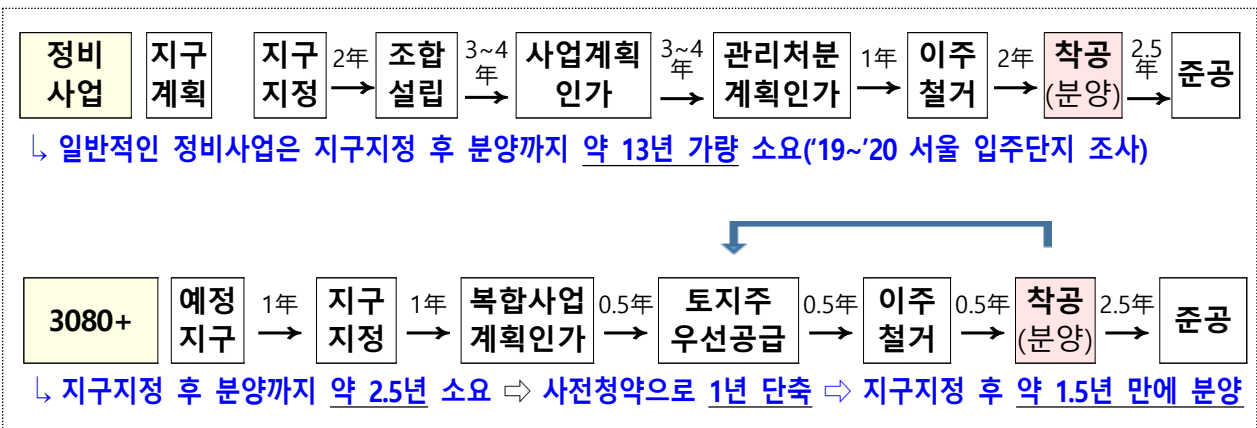 정비
사업
지구
계획
지구
지정
2年
조합
설립
3~4
年
사업계획
인가
3~4
年
관리처분
계획인가
1年
이주
철거
2年
착공
(분양)
2.5
年
준공
↳ 일반적인 정비사업은 지구지정 후 분양까지 약 13년 가량 소요('19~'20 서울 입주단지 조사)
3080+
예정
지구
1年
지구
지정
1年
복합사업
계획인가
0.5年
토지주
우선공급
0.5年
이주
철거
0.5年
착공
(분양)
2.5年
준공
↳ 지구지정 후 분양까지 약 2.5년 소요 ⇨ 사전청약으로 1년 단축 ⇨ 지구지정 후 약 1.5년 만에 분양